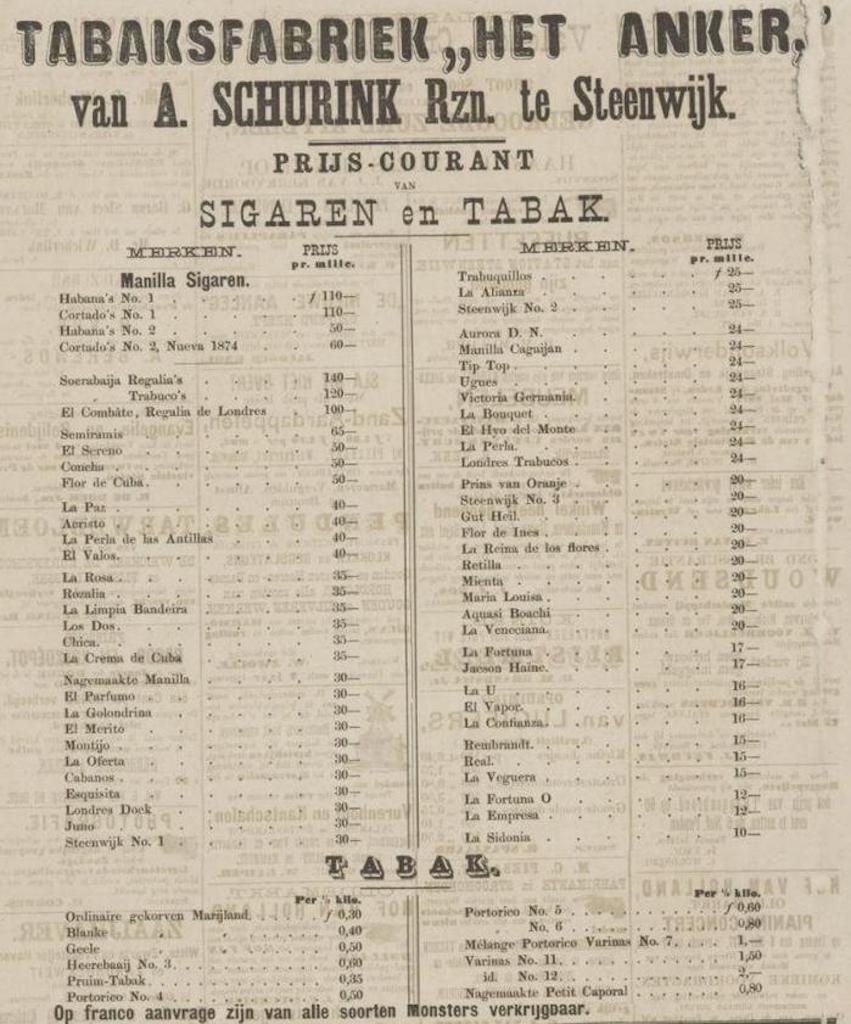 TABAKSFABRIEK „HET ANKER,”
van A. SCHURINK Rzn. te Steenwijk.
PRIJS-COURANT
VAN
SIGAREN en TABAK.
MERKEN. PRIJS
pr. mille.
Manilla Sigaren.
Habana's No. 1 . . . . . ƒ 110—
Cortado's No. 1 . . . . . 110—
Habana's No. 2 . . . . . 50—
Cortado's No. 2, Nueva 1874 . . 60—
Soerabaija Regalia's . . . . 140—
„ Trabuco's . . . . 120—
El Combâte, Regalia de Londres . . 100—
Semiramis . . . . . 65—
El Sereno . . . . . 50—
Concha . . . . . 50—
Flor de Cuba. . . . . 50—
La Paz . . . . . 40—
Acristo . . . . . 40—
La Perla de las Antillas . . . 40—
El Valos. . . . . 40—
La Rosa . . . . . 35—
Rozalia . . . . . 35—
La Limpia Bandeira . . . . 35—
Los Dos. . . . . 35—
Chica. . . . . 35—
La Crema de Cuba . . . . 35—
Nagemaakte Manilla . . . . 30—
El Parfumo . . . . . 30—
La Golondrina . . . . . 30—
El Merito . . . . . 30—
Montijo . . . . . 30—
La Oferta . . . . . 30—
Cabanos . . . . . 30—
Esquisita . . . . . 30—
Londres Dock . . . . . 30—
Juno . . . . . 30—
Steenwijk No. 1 . . . . . 30—
MERKEN. PRIJS
pr. mille.
Trabuquillos . . . . . ƒ 25—
La Alianza . . . . . 25—
Steenwijk No. 2 . . . . . 25—
Aurora D. N. . . . . 24—
Manilla Caguijan . . . . . 24—
Tip Top . . . . . 24—
Ugues . . . . . 24—
Victoria Germania. . . . . 24—
La Bouquet . . . . . 24—
El Hyo del Monte . . . . 24—
La Perla. . . . . 24—
Londres Trabucos . . . . . 24—
Prins van Oranje . . . . . 20—
Steenwijk No. 3 . . . . . 20—
Gut Heil. . . . . 20—
Flor de Ines . . . . . 20—
La Reina de los flores . . . . 20—
Retilla . . . . . 20—
Mienta . . . . . 20—
Maria Louisa . . . . . 20—
Aquasi Boachi . . . . . 20—
La Veneciana. . . . . 20—
La Fortuna . . . . . 17—
Jacson Haine. . . . . 17—
La U . . . . . 16—
El Vapor. . . . . 16—
La Confianza. . . . . 16—
Rembrandt. . . . . 15—
Real. . . . . 15—
La Veguera . . . . . 15—
La Fortuna O . . . . . 12—
La Empresa . . . . . 12—
La Sidonia . . . . . 10—
TABAK.
Per ½ kilo.
Ordinaire gekorven Marijland. . . . . ƒ 0,30
Blanke „ „ . . . . 0,40
Geele „ „ . . . . 0,50
Heerebaaij No. 3. . . . . 0,60
Pruim-Tabak. . . . . 0,35
Portorico No. 4 . . . . . 0,50
Per ½ kilo.
Portorico No. 5 . . . . . ƒ 0,60
„ No. 6 . . . . . 0,80
Mélange Portorico Varinas No. 7. . . 1,—
Varinas No. 11. . . . . 1,50
id. No. 12. . . . . 2,—
Nagemaakte Petit Caporal . . . . . 0,80
Op franco aanvrage zijn van alle soorten Monsters verkrijgbaar.